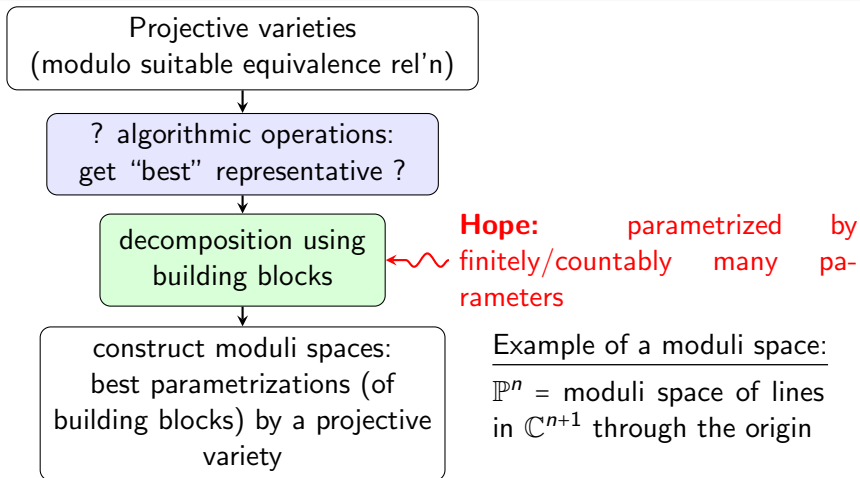 Projective varieties
(modulo suitable equivalence rel’n)
? algorithmic operations:
get “best” representative ?
decomposition using
building blocks
Hope: parametrized by
finitely/countably many pa-
rameters
construct moduli spaces:
best parametrizations (of
building blocks) by a projective
variety
Example of a moduli space:
ℙⁿ = moduli space of lines
in ℂⁿ⁺¹ through the origin